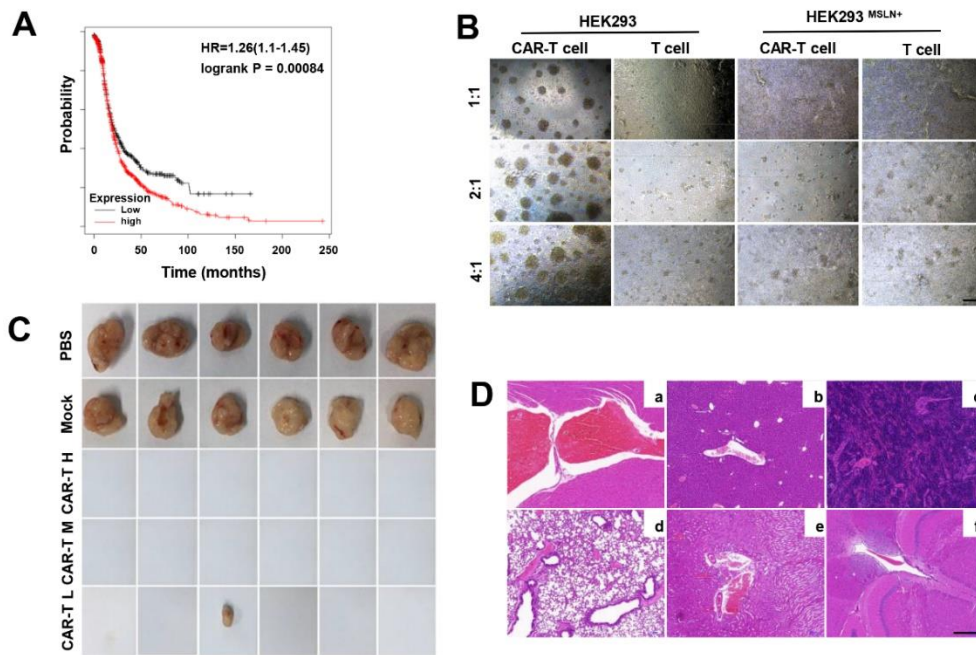 A
HR=1.26(1.1-1.45)
logrank P = 0.00084
Probability
Expression
Low
high
0 50 100 150 200 250
Time (months)
B
HEK293 HEK293 MSLN+
CAR-T cell T cell CAR-T cell T cell
1:1
2:1
4:1
C
PBS
Mock
CAR-T H
CAR-T M
CAR-T L
D
a b c
d e f